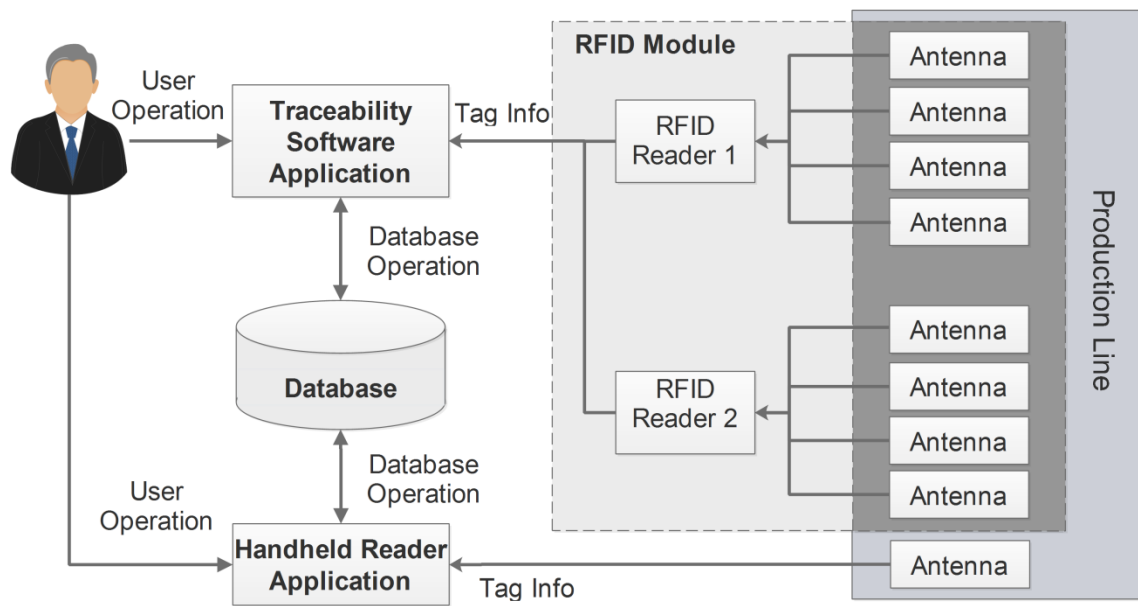 User
Operation
Traceability
Software
Application
Tag Info
RFID Module
RFID
Reader 1
Antenna
Antenna
Antenna
Antenna
Production Line
Database
Operation
Database
RFID
Reader 2
Antenna
Antenna
Antenna
Antenna
Database
Operation
User
Operation
Handheld Reader
Application
Tag Info
Antenna